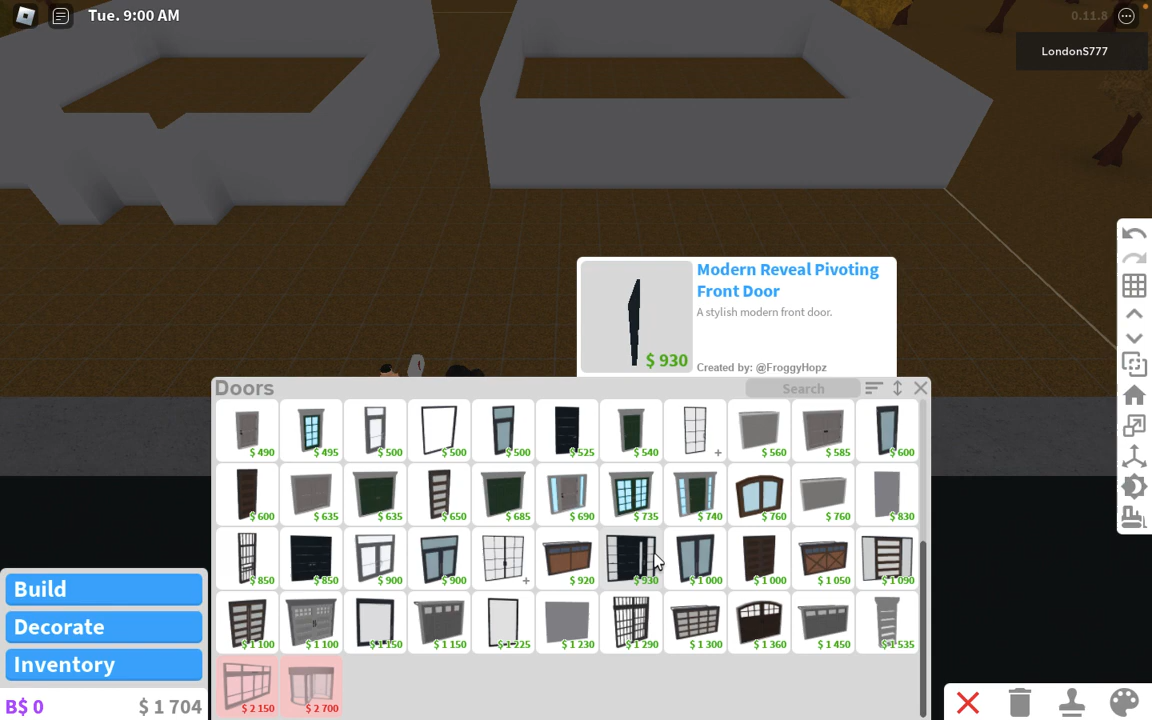 Tue. 9:00 AM
0.11.8
LondonS777
Modern Reveal Pivoting
Front Door
A stylish modern front door.
$ 930
Created by: @FroggyHopz
Doors
Search
$ 490 $ 495 $ 500 $ 500 $ 500 $ 525 $ 540 + $ 560 $ 585 $ 600
$ 600 $ 635 $ 635 $ 650 $ 685 $ 690 $ 735 $ 740 $ 760 $ 760 $ 830
$ 850 $ 850 $ 900 $ 900 + $ 920 $ 930 $ 1 000 $ 1 000 $ 1 050 $ 1 090
$ 1 100 $ 1 100 $ 1 150 $ 1 150 $ 1 225 $ 1 230 $ 1 290 $ 1 300 $ 1 360 $ 1 450 $ 1 535
$ 2 150 $ 2 700
Build
Decorate
Inventory
B$ 0 $ 1 704